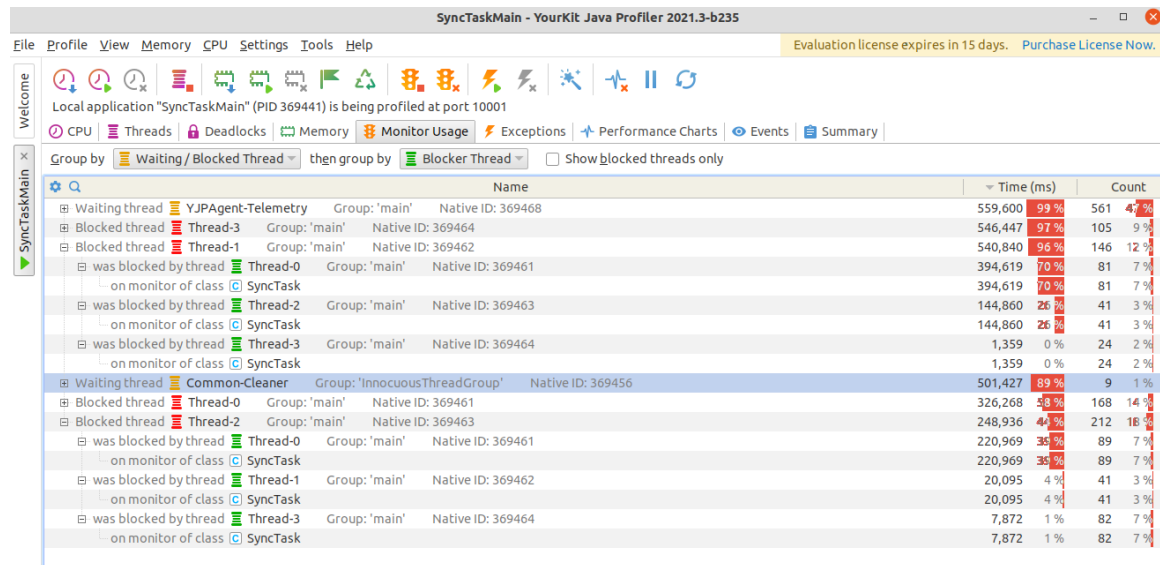 SyncTaskMain - YourKit Java Profiler 2021.3-b235
File Profile View Memory CPU Settings Tools Help Evaluation license expires in 15 days. Purchase License Now.
Welcome
Local application "SyncTaskMain" (PID 369441) is being profiled at port 10001
CPU Threads Deadlocks Memory Monitor Usage Exceptions Performance Charts Events Summary
SyncTaskMain
Group by Waiting / Blocked Thread then group by Blocker Thread Show blocked threads only
Name Time (ms) Count
Waiting thread YJPAgent-Telemetry Group: 'main' Native ID: 369468 559,600 99 % 561 47 %
Blocked thread Thread-3 Group: 'main' Native ID: 369464 546,447 97 % 105 9 %
Blocked thread Thread-1 Group: 'main' Native ID: 369462 540,840 96 % 146 12 %
was blocked by thread Thread-0 Group: 'main' Native ID: 369461 394,619 70 % 81 7 %
on monitor of class C SyncTask 394,619 70 % 81 7 %
was blocked by thread Thread-2 Group: 'main' Native ID: 369463 144,860 % 41 3 %
on monitor of class C SyncTask 144,860 % 41 3 %
was blocked by thread Thread-3 Group: 'main' Native ID: 369464 1,359 0 % 24 2 %
on monitor of class C SyncTask 1,359 0 % 24 2 %
Waiting thread Common-Cleaner Group: 'InnocuousThreadGroup' Native ID: 369456 501,427 89 % 9 1 %
Blocked thread Thread-0 Group: 'main' Native ID: 369461 326,268 % 168 14 %
Blocked thread Thread-2 Group: 'main' Native ID: 369463 248,936 % 212 18 %
was blocked by thread Thread-0 Group: 'main' Native ID: 369461 220,969 % 89 7 %
on monitor of class C SyncTask 220,969 % 89 7 %
was blocked by thread Thread-1 Group: 'main' Native ID: 369462 20,095 4 % 41 3 %
on monitor of class C SyncTask 20,095 4 % 41 3 %
was blocked by thread Thread-3 Group: 'main' Native ID: 369464 7,872 1 % 82 7 %
on monitor of class C SyncTask 7,872 1 % 82 7 %